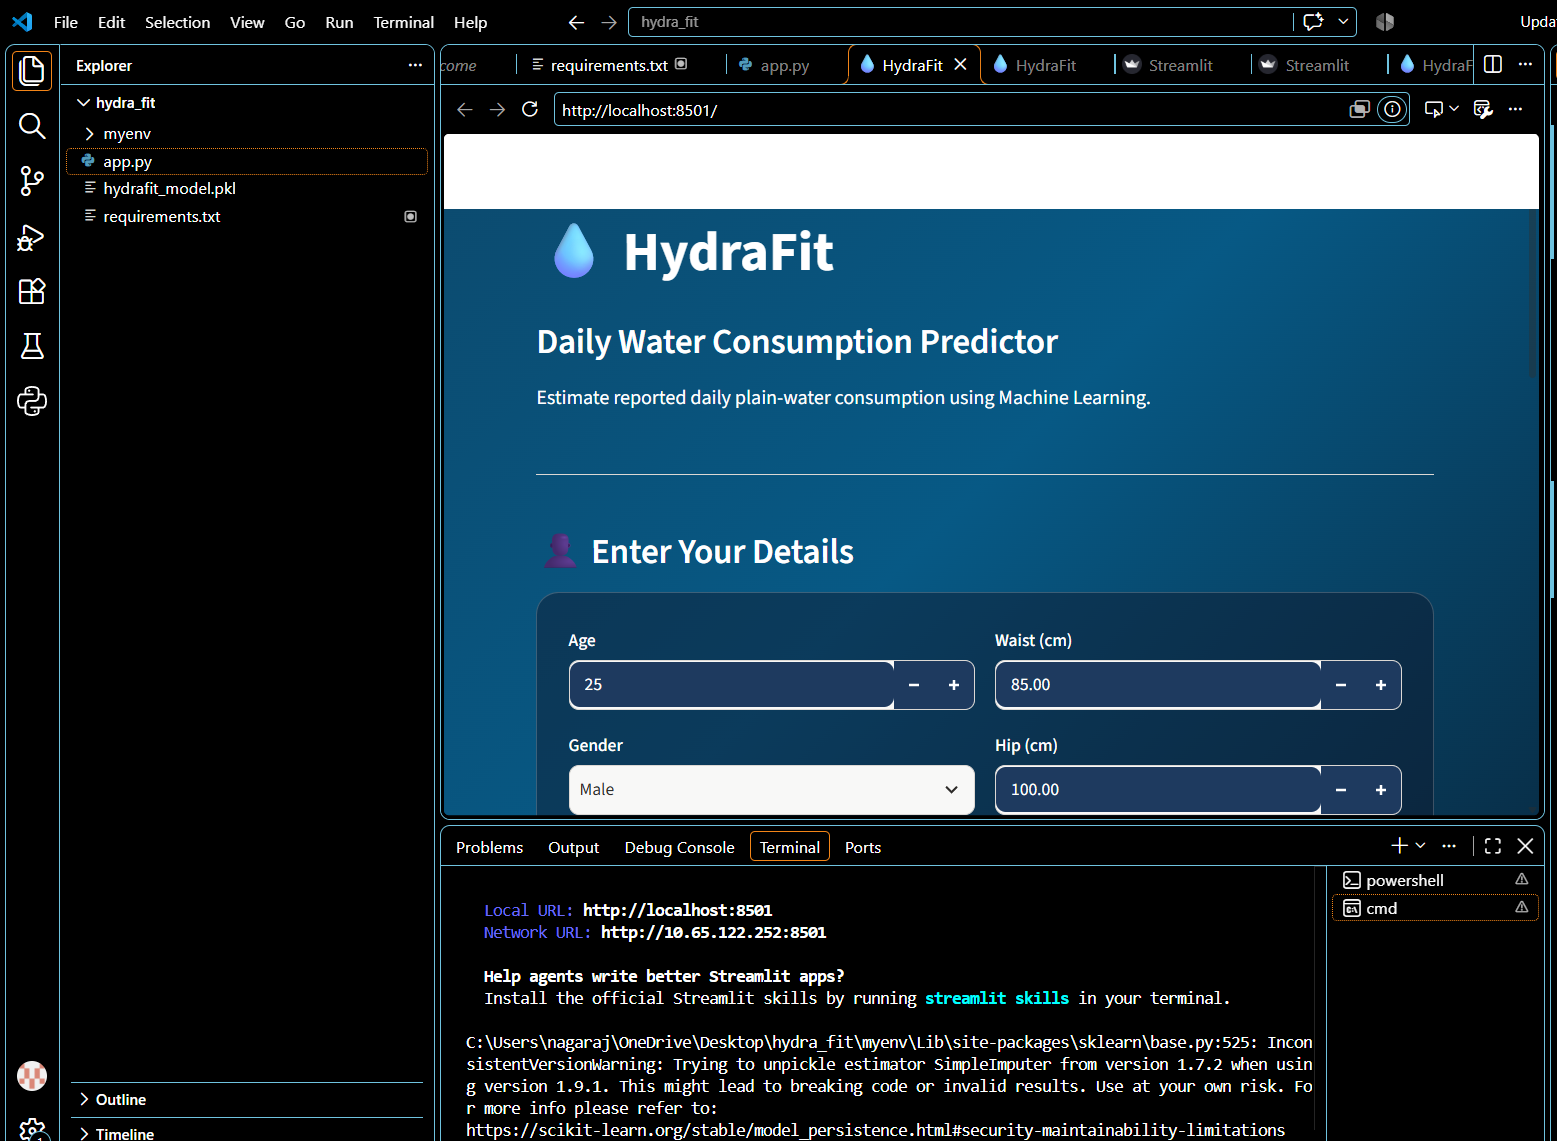 File Edit Selection View Go Run Terminal Help
hydra_fit
Upda
Explorer
hydra_fit
myenv
app.py
hydrafit_model.pkl
requirements.txt
Outline
Timeline
come
requirements.txt
app.py
HydraFit
HydraFit
Streamlit
Streamlit
HydraF
http://localhost:8501/
HydraFit
Daily Water Consumption Predictor
Estimate reported daily plain-water consumption using Machine Learning.
Enter Your Details
Age
Waist (cm)
25
85.00
Gender
Hip (cm)
Male
100.00
Problems Output Debug Console Terminal Ports
powershell
cmd
Local URL: http://localhost:8501
Network URL: http://10.65.122.252:8501
Help agents write better Streamlit apps?
Install the official Streamlit skills by running streamlit skills in your terminal.
C:\Users\nagaraj\OneDrive\Desktop\hydra_fit\myenv\Lib\site-packages\sklearn\base.py:525: Incon
sistentVersionWarning: Trying to unpickle estimator SimpleImputer from version 1.7.2 when usin
g version 1.9.1. This might lead to breaking code or invalid results. Use at your own risk. Fo
r more info please refer to:
https://scikit-learn.org/stable/model_persistence.html#security-maintainability-limitations